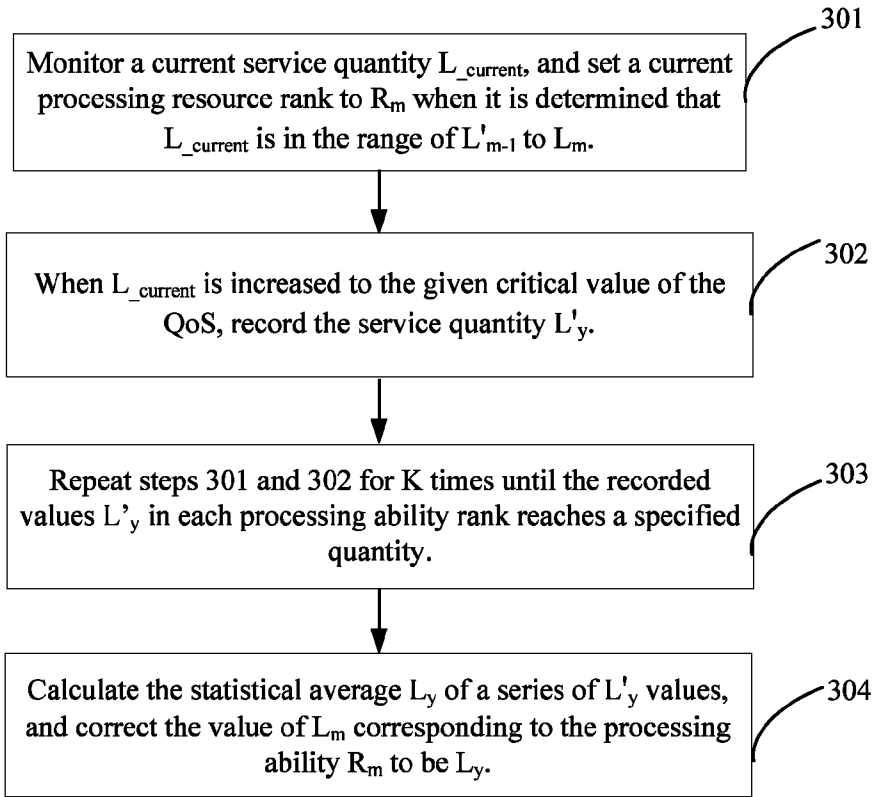 301
Monitor a current service quantity L_current, and set a current
processing resource rank to Rm when it is determined that
L_current is in the range of L'm-1 to Lm.
302
When L_current is increased to the given critical value of the
QoS, record the service quantity L'y.
303
Repeat steps 301 and 302 for K times until the recorded
values L’y in each processing ability rank reaches a specified
quantity.
304
Calculate the statistical average Ly of a series of L'y values,
and correct the value of Lm corresponding to the processing
ability Rm to be Ly.